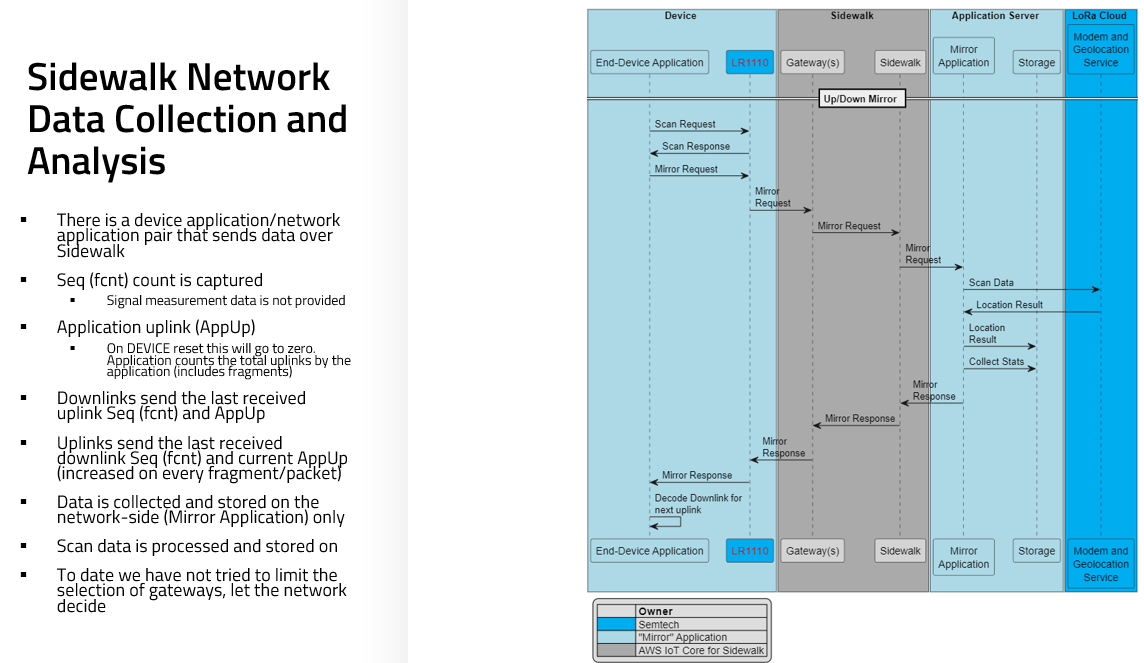 Sidewalk Network
Data Collection and
Analysis
▪ There is a device application/network
application pair that sends data over
Sidewalk
▪ Seq (fcnt) count is captured
▪ Signal measurement data is not provided
▪ Application uplink (AppUp)
▪ On DEVICE reset this will go to zero.
Application counts the total uplinks by the
application (includes fragments)
▪ Downlinks send the last received
uplink Seq (fcnt) and AppUp
▪ Uplinks send the last received
downlink Seq (fcnt) and current AppUp
(increased on every fragment/packet)
▪ Data is collected and stored on the
network-side (Mirror Application) only
▪ Scan data is processed and stored on
▪ To date we have not tried to limit the
selection of gateways, let the network
decide
Device
Sidewalk
Application Server
LoRa Cloud
End-Device Application
LR1110
Gateway(s)
Sidewalk
Mirror
Application
Storage
Modem and
Geolocation
Service
Up/Down Mirror
Scan Request
Scan Response
Mirror Request
Mirror
Request
Mirror Request
Mirror
Request
Scan Data
Location Result
Location
Result
Collect Stats
Mirror
Response
Mirror Response
Mirror
Response
Mirror Response
Decode Downlink for
next uplink
End-Device Application
LR1110
Gateway(s)
Sidewalk
Mirror
Application
Storage
Modem and
Geolocation
Service
Owner
Semtech
"Mirror" Application
AWS IoT Core for Sidewalk